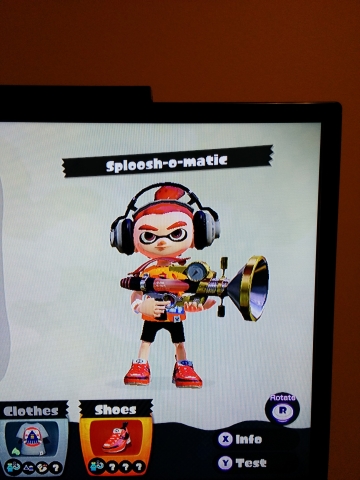 Sploosh-o-matic
Rotate
R
Clothes
Shoes
? 
? ? ?
X Info
Y Test